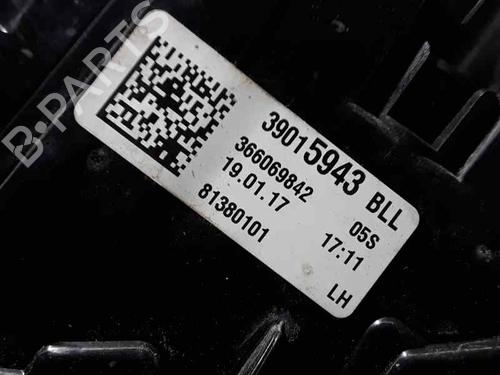 B-PARTS
39015943 BLL
366069842 05S
19.01.17 17:11
81380101 LH